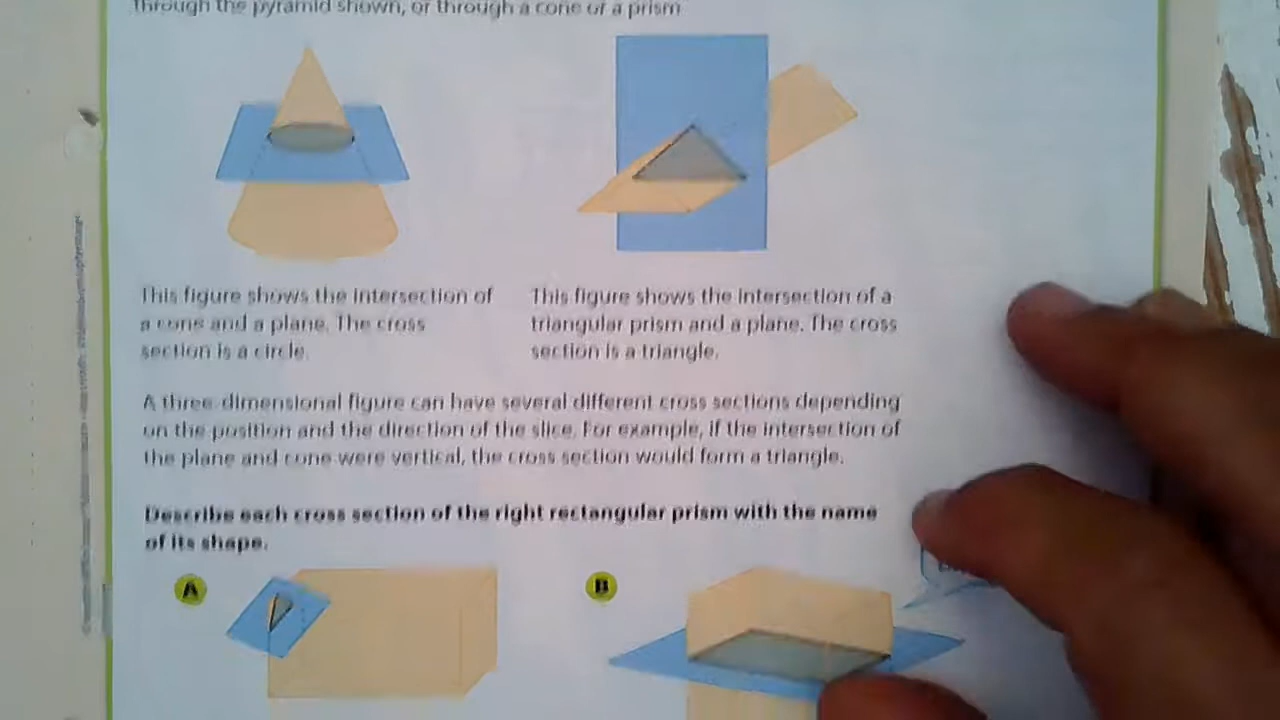 through the pyramid shown, or through a cone or a prism
This figure shows the intersection of
a cone and a plane. The cross
section is a circle.
This figure shows the intersection of a
triangular prism and a plane. The cross
section is a triangle.
A three-dimensional figure can have several different cross sections depending
on the position and the direction of the slice. For example, if the intersection of
the plane and cone were vertical, the cross section would form a triangle.
Describe each cross section of the right rectangular prism with the name
of its shape.
A
B